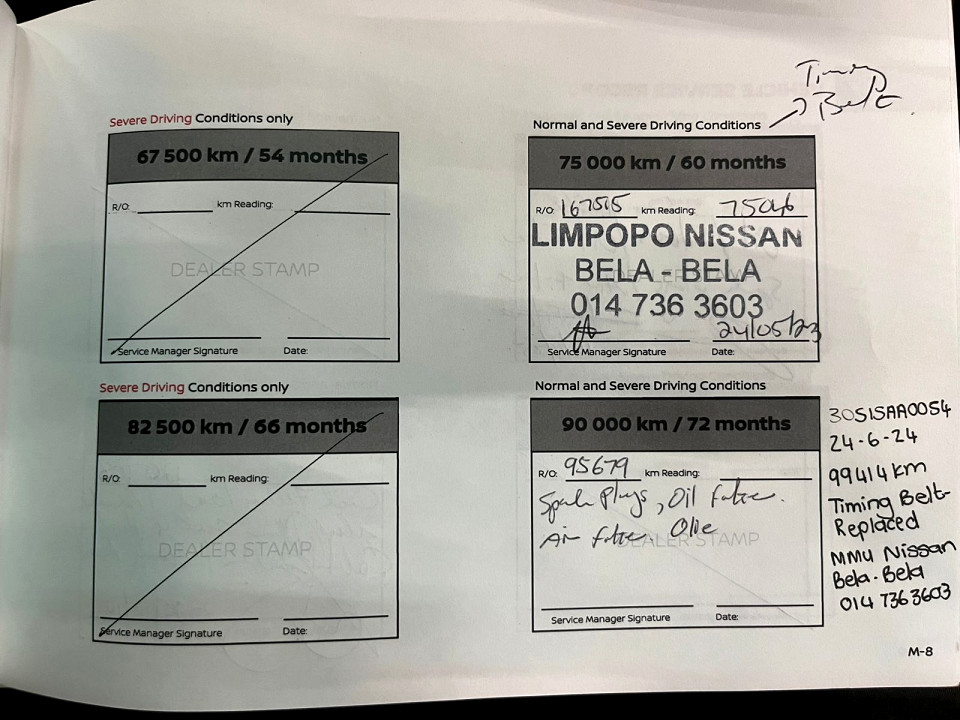 Timing
Belt
Severe Driving Conditions only
67 500 km / 54 months
R/O: km Reading:
DEALER STAMP
Service Manager Signature Date:
Normal and Severe Driving Conditions
75 000 km / 60 months
R/O: 167515 km Reading: 75046
LIMPOPO NISSAN
BELA - BELA
014 736 3603
24/05/23
Service Manager Signature Date:
Severe Driving Conditions only
82 500 km / 66 months
R/O: km Reading:
DEALER STAMP
Service Manager Signature Date:
Normal and Severe Driving Conditions
90 000 km / 72 months
R/O: 95679 km Reading:
Spark Plugs, Oil filter.
Air filter. Olie
DEALER STAMP
Service Manager Signature Date:
30SISAA0054
24-6-24
99414 km
Timing Belt-
Replaced
MMU Nissan
Bela-Bela
014 736 3603
M-8